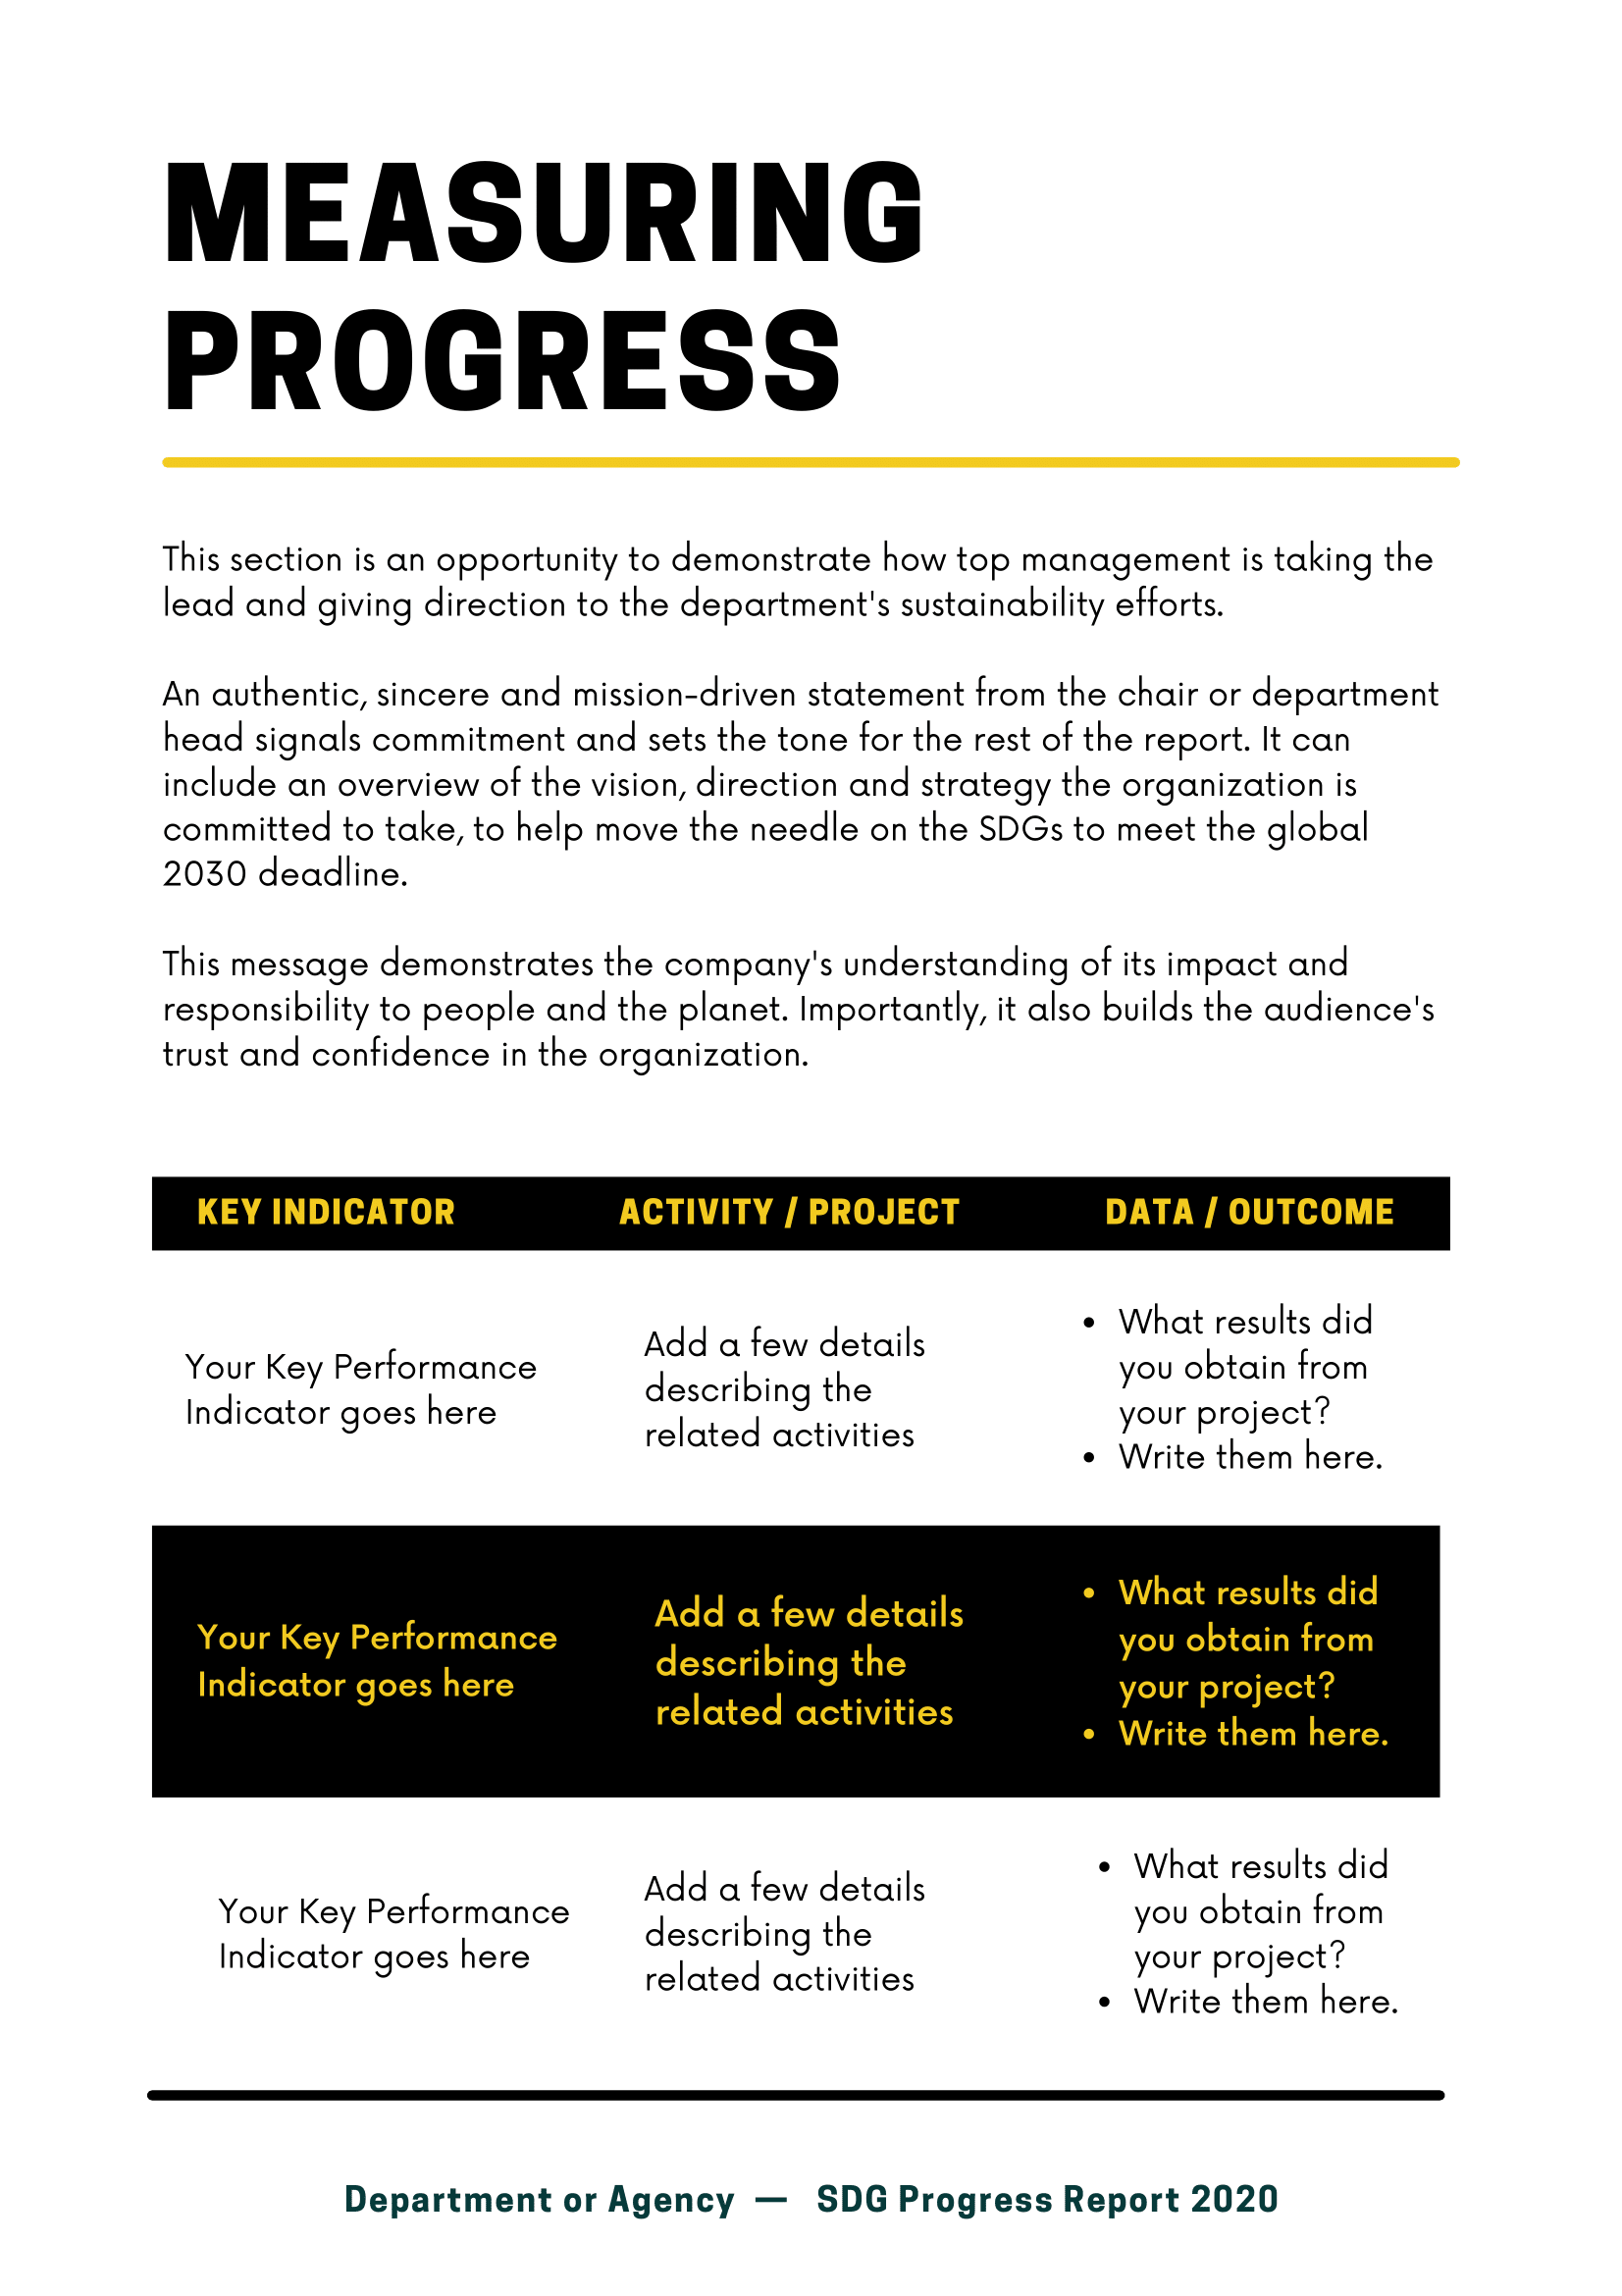 MEASURING
PROGRESS
This section is an opportunity to demonstrate how top management is taking the
lead and giving direction to the department's sustainability efforts.
An authentic, sincere and mission-driven statement from the chair or department
head signals commitment and sets the tone for the rest of the report. It can
include an overview of the vision, direction and strategy the organization is
committed to take, to help move the needle on the SDGs to meet the global
2030 deadline.
This message demonstrates the company's understanding of its impact and
responsibility to people and the planet. Importantly, it also builds the audience's
trust and confidence in the organization.
KEY INDICATOR
ACTIVITY / PROJECT
DATA / OUTCOME
Your Key Performance
Indicator goes here
Add a few details
describing the
related activities
• What results did
you obtain from
your project?
• Write them here.
Your Key Performance
Indicator goes here
Add a few details
describing the
related activities
• What results did
you obtain from
your project?
• Write them here.
Your Key Performance
Indicator goes here
Add a few details
describing the
related activities
• What results did
you obtain from
your project?
• Write them here.
Department or Agency — SDG Progress Report 2020